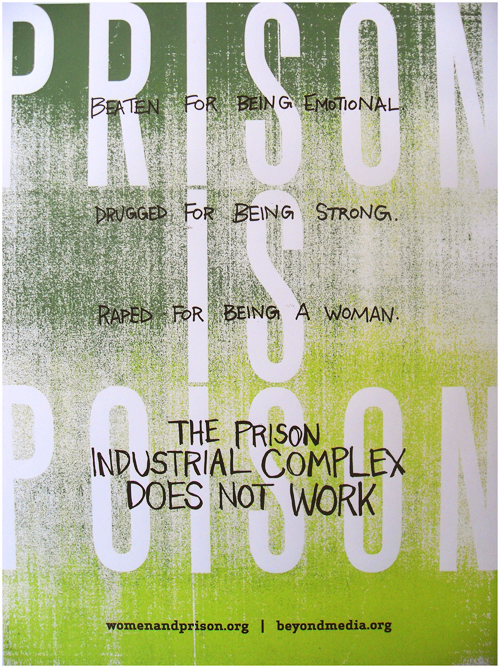 PRISON
BEATEN FOR BEING EMOTIONAL.
DRUGGED FOR BEING STRONG.
IS
RAPED FOR BEING A WOMAN.
POISON
THE PRISON
INDUSTRIAL COMPLEX
DOES NOT WORK
womenandprison.org | beyondmedia.org